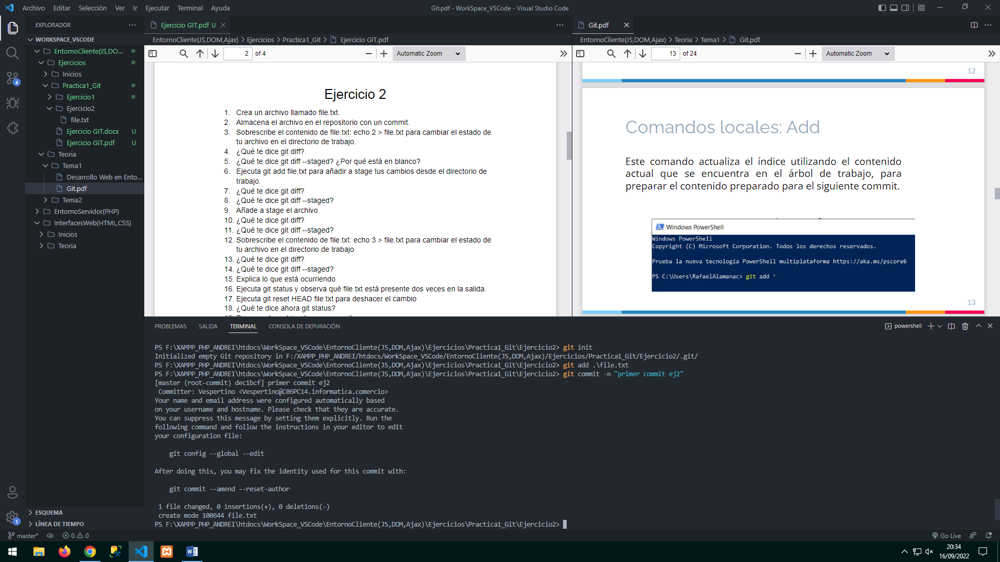 Archivo Editar Selección Ver Ir Ejecutar Terminal Ayuda
Git.pdf - WorkSpace_VSCode - Visual Studio Code
EXPLORADOR
WORKSPACE_VSCODE
EntornoCliente(JS,DO...
Ejercicios
Inicios
Practica1_Git
Ejercicio1
Ejercicio2
file.txt
Ejercicio GIT.docx U
Ejercicio GIT.pdf U
Teoria
Tema1
Desarrollo Web en Ento...
Git.pdf
Tema2
EntornoServidor(PHP)
InterfacesWeb(HTML,CSS)
Inicios
Teoria
ESQUEMA
LÍNEA DE TIEMPO
4
1
Ejercicio GIT.pdf U
EntornoCliente(JS,DOM,Ajax) > Ejercicios > Practica1_Git > Ejercicio GIT.pdf
2 of 4 Automatic Zoom
Ejercicio 2
1. Crea un archivo llamado file.txt.
2. Almacena el archivo en el repositorio con un commit.
3. Sobrescribe el contenido de file.txt: echo 2 > file.txt para cambiar el estado de
tu archivo en el directorio de trabajo.
4. ¿Qué te dice git diff?
5. ¿Qué te dice git diff --staged? ¿Por qué está en blanco?
6. Ejecuta git add file.txt para añadir a stage tus cambios desde el directorio de
trabajo.
7. ¿Qué te dice git diff?
8. ¿Qué te dice git diff --staged?
9. Añade a stage el archivo.
10. ¿Qué te dice git diff?
11. ¿Qué te dice git diff --staged?
12. Sobrescribe el contenido de file.txt: echo 3 > file.txt para cambiar el estado de
tu archivo en el directorio de trabajo
13. ¿Qué te dice git diff?
14. ¿Qué te dice git diff --staged?
15. Explica lo que está ocurriendo
16. Ejecuta git status y observa qué file.txt está presente dos veces en la salida.
17. Ejecuta git reset HEAD file.txt para deshacer el cambio
18. ¿Qué te dice ahora git status?
Git.pdf
EntornoCliente(JS,DOM,Ajax) > Teoria > Tema1 > Git.pdf
13 of 24 Automatic Zoom
12
Comandos locales: Add
Este comando actualiza el índice utilizando el contenido
actual que se encuentra en el árbol de trabajo, para
preparar el contenido preparado para el siguiente commit.
Windows PowerShell
Windows PowerShell
Copyright (C) Microsoft Corporation. Todos los derechos reservados.
Prueba la nueva tecnología PowerShell multiplataforma https://aka.ms/pscore6
PS C:\Users\RafaelAlamanac> git add *
13
PROBLEMAS SALIDA TERMINAL CONSOLA DE DEPURACIÓN
powershell
PS F:\XAMPP_PHP_ANDREI\htdocs\WorkSpace_VSCode\EntornoCliente(JS,DOM,Ajax)\Ejercicios\Practica1_Git\Ejercicio2> git init
Initialized empty Git repository in F:/XAMPP_PHP_ANDREI/htdocs/WorkSpace_VSCode/EntornoCliente(JS,DOM,Ajax)/Ejercicios/Practica1_Git/Ejercicio2/.git/
PS F:\XAMPP_PHP_ANDREI\htdocs\WorkSpace_VSCode\EntornoCliente(JS,DOM,Ajax)\Ejercicios\Practica1_Git\Ejercicio2> git add .\file.txt
PS F:\XAMPP_PHP_ANDREI\htdocs\WorkSpace_VSCode\EntornoCliente(JS,DOM,Ajax)\Ejercicios\Practica1_Git\Ejercicio2> git commit -m "primer commit ej2"
[master (root-commit) dec1bcf] primer commit ej2
Committer: Vespertino <Vespertino@C06PC14.informatica.comercio>
Your name and email address were configured automatically based
on your username and hostname. Please check that they are accurate.
You can suppress this message by setting them explicitly. Run the
following command and follow the instructions in your editor to edit
your configuration file:
git config --global --edit
After doing this, you may fix the identity used for this commit with:
git commit --amend --reset-author
1 file changed, 0 insertions(+), 0 deletions(-)
create mode 100644 file.txt
PS F:\XAMPP_PHP_ANDREI\htdocs\WorkSpace_VSCode\EntornoCliente(JS,DOM,Ajax)\Ejercicios\Practica1_Git\Ejercicio2>
master* 0 0
Go Live
20:34
16/09/2022